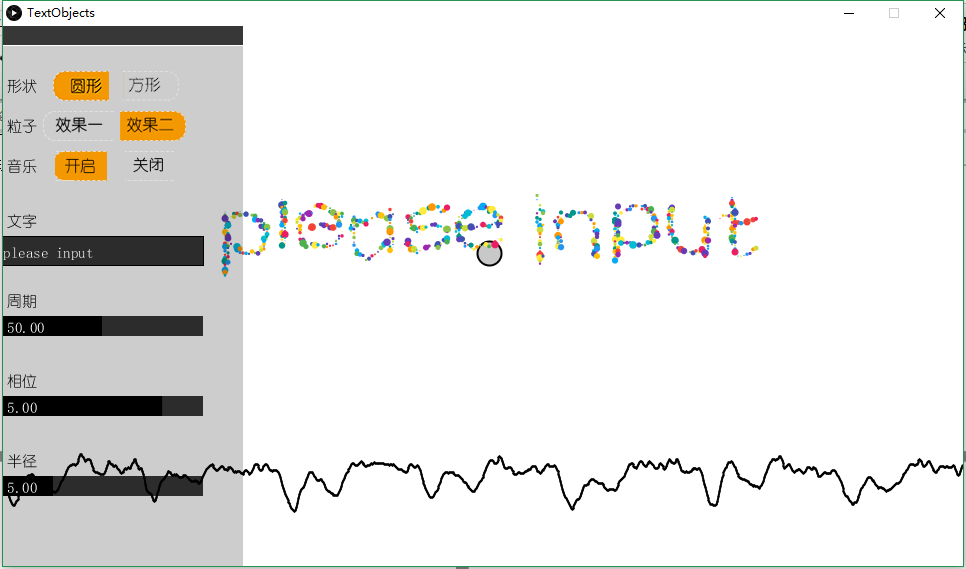 TextObjects
形状 圆形 方形
粒子 效果一 效果二
音乐 开启 关闭
文字
please input
please input
周期
50.00
相位
5.00
半径
5.00